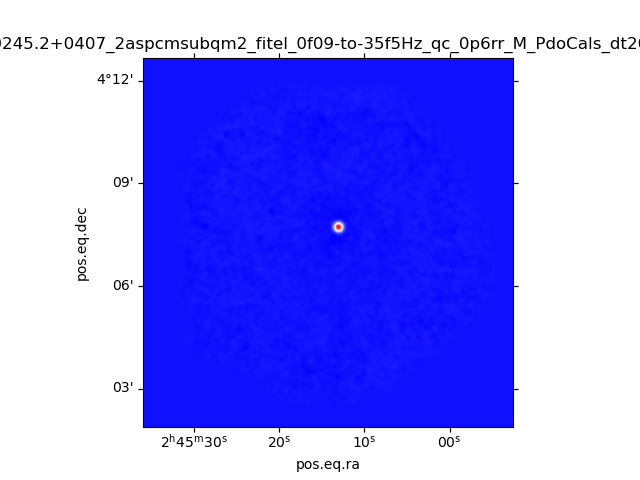 0245.2+0407_2aspcmsubqm2_fitel_0f09-to-35f5Hz_qc_0p6rr_M_PdoCals_dt20
4°12'
09'
06'
03'
pos.eq.dec
2ʰ45ᵐ30ˢ 20ˢ 10ˢ 00ˢ
pos.eq.ra